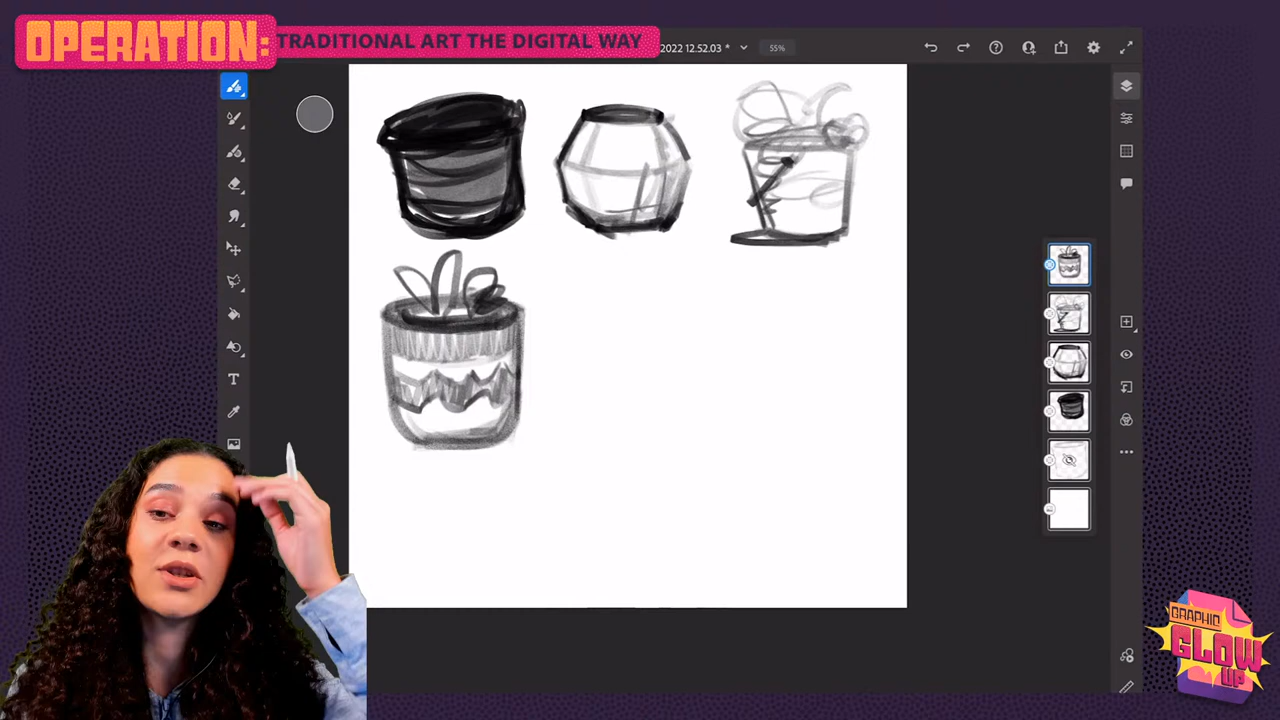 OPERATION:
TRADITIONAL ART THE DIGITAL WAY
2022 12.52.03 *
55%
T
GRAPHIC
GLOW
UP